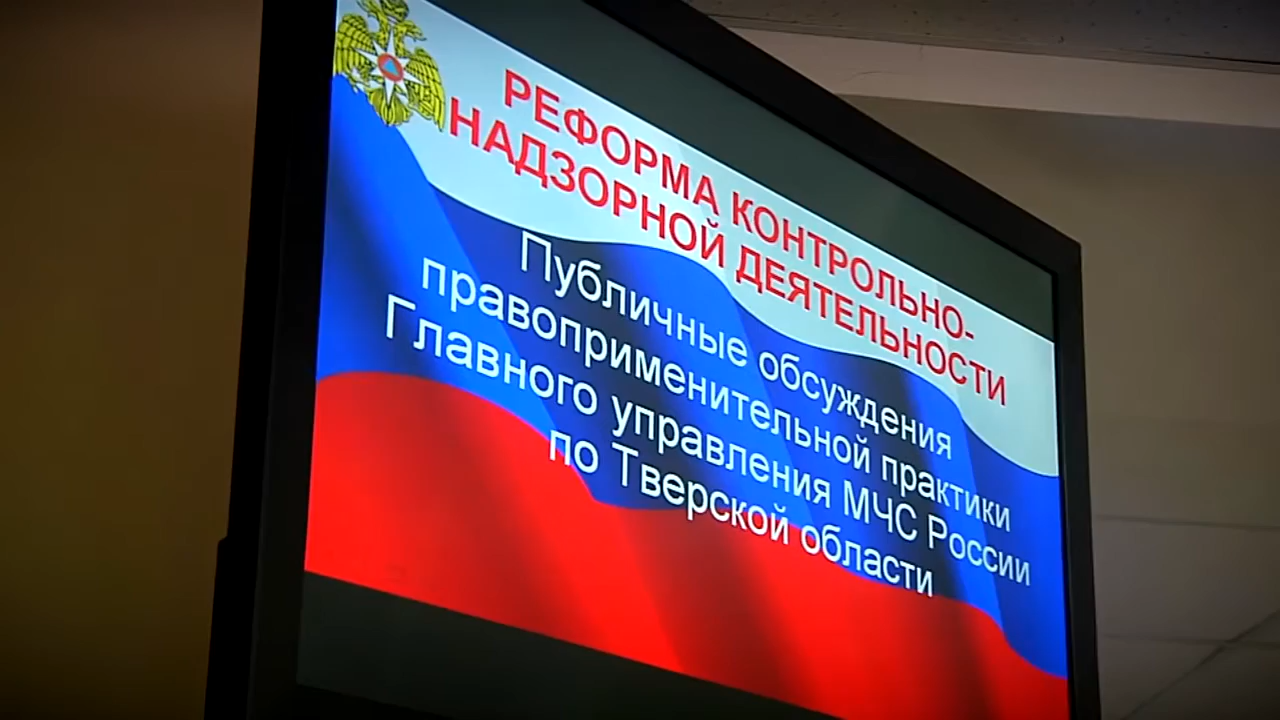 РЕФОРМА КОНТРОЛЬНО-
НАДЗОРНОЙ ДЕЯТЕЛЬНОСТИ
Публичные обсуждения
правоприменительной практики
Главного управления МЧС России
по Тверской области